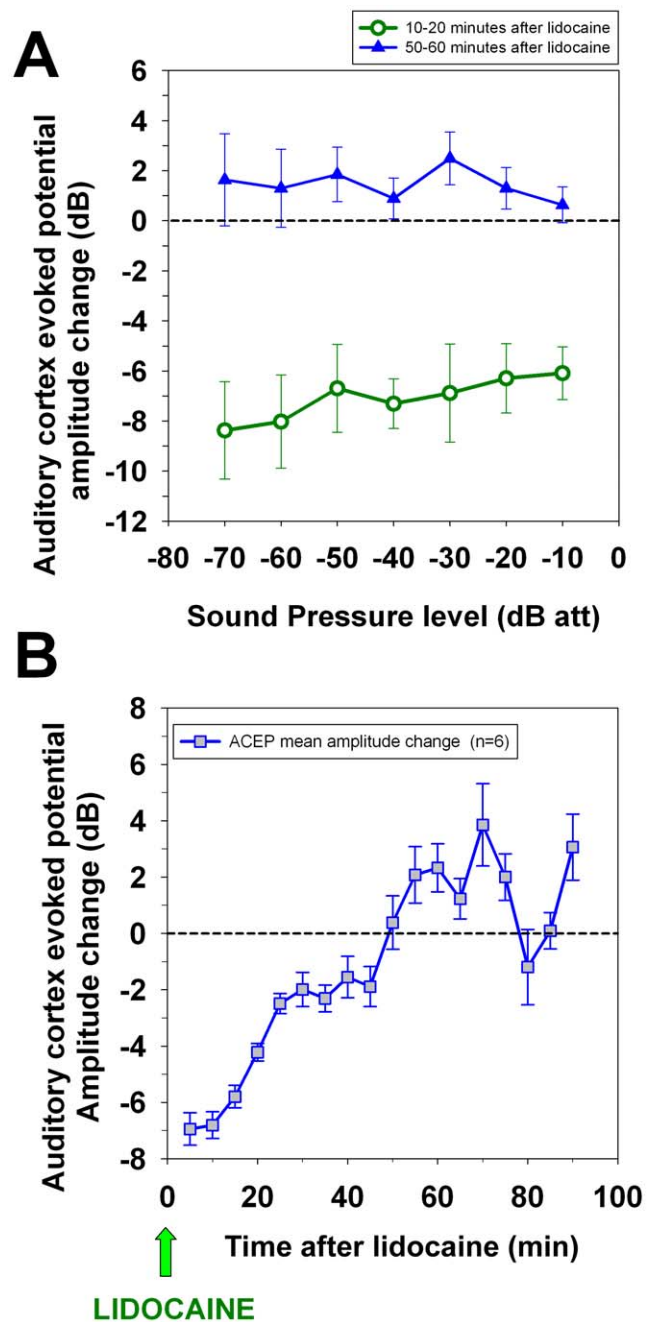 A
10-20 minutes after lidocaine
50-60 minutes after lidocaine
Auditory cortex evoked potential
amplitude change (dB)
6
4
2
0
-2
-4
-6
-8
-10
-12
-80 -70 -60 -50 -40 -30 -20 -10 0
Sound Pressure level (dB att)
B
Auditory cortex evoked potential
Amplitude change (dB)
ACEP mean amplitude change (n=6)
8
6
4
2
0
-2
-4
-6
-8
0 20 40 60 80 100
Time after lidocaine (min)
LIDOCAINE